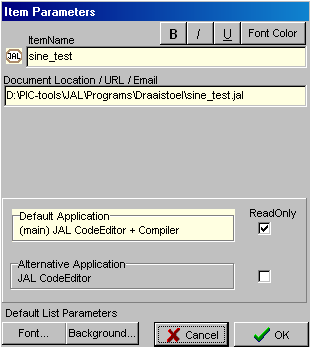 Item Parameters
B I U Font Color
ItemName
JAL sine_test
Document Location / URL / Email
D:\PIC-tools\JAL\Programs\Draaistoel\sine_test.jal
Default Application ReadOnly
(main) JAL CodeEditor + Compiler
Alternative Application
JAL CodeEditor
Default List Parameters
Font... Background... Cancel OK